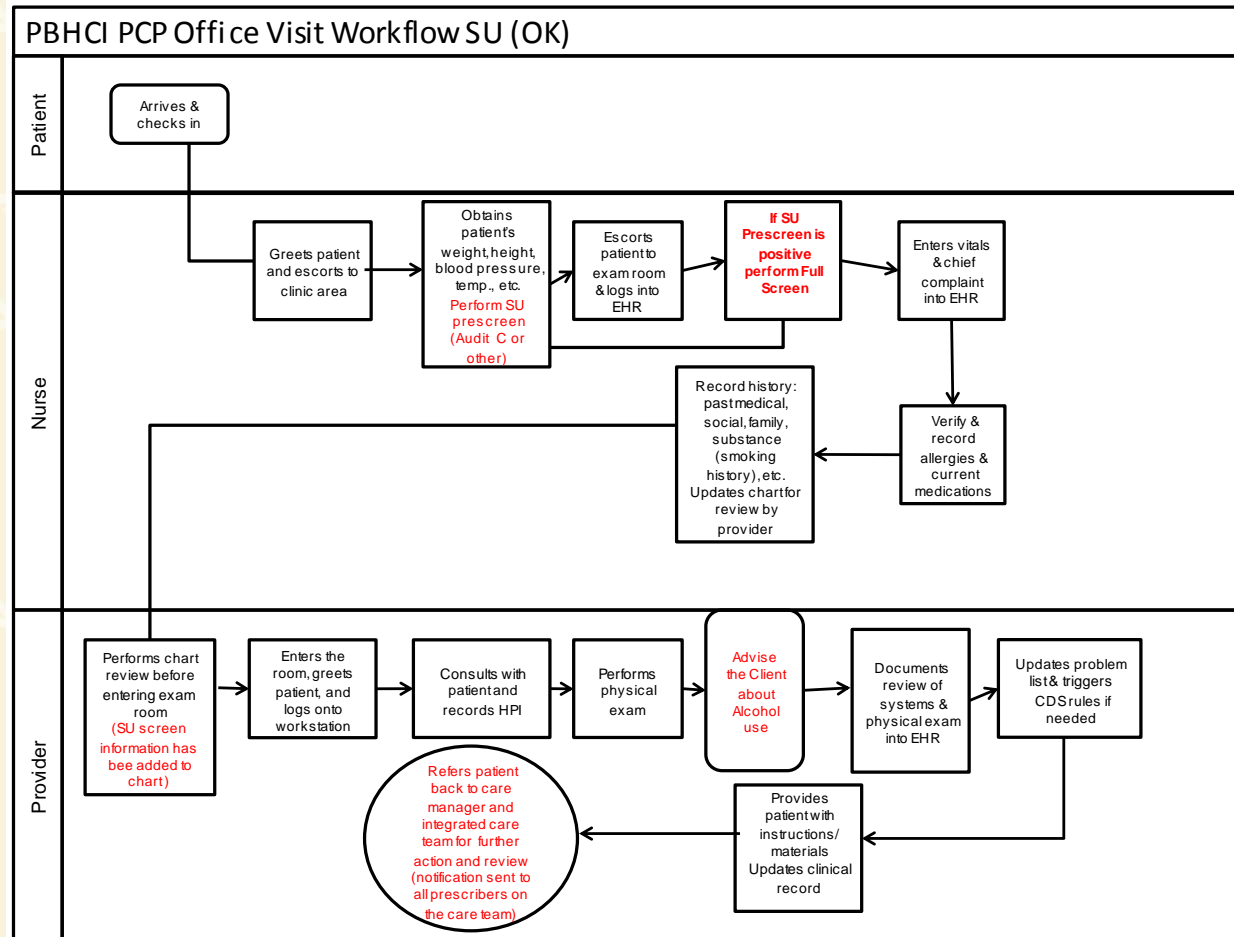 PBHCI PCP Office Visit Workflow SU (OK)
Patient
Arrives &
checks in
Nurse
Greets patient
and escorts to
clinic area
Obtains
patient's
weight, height,
blood pressure,
temp., etc.
Perform SU
prescreen
(Audit C or
other)
Escorts
patient to
exam room
& logs into
EHR
If SU
Prescreen is
positive
perform Full
Screen
Enters vitals
& chief
complaint
into EHR
Verify &
record
allergies &
current
medications
Record history:
past medical,
social, family,
substance
(smoking
history), etc.
Updates chart for
review by
provider
Provider
Performs chart
review before
entering exam
room
(SU screen
information has
bee added to
chart)
Enters the
room, greets
patient, and
logs onto
workstation
Consults with
patient and
records HPI
Performs
physical
exam
Advise
the Client
about
Alcohol
use
Documents
review of
systems &
physical exam
into EHR
Updates problem
list & triggers
CDS rules if
needed
Provides
patient with
instructions/
materials
Updates clinical
record
Refers patient
back to care
manager and
integrated care
team for further
action and review
(notification sent to
all prescribers on
the care team)